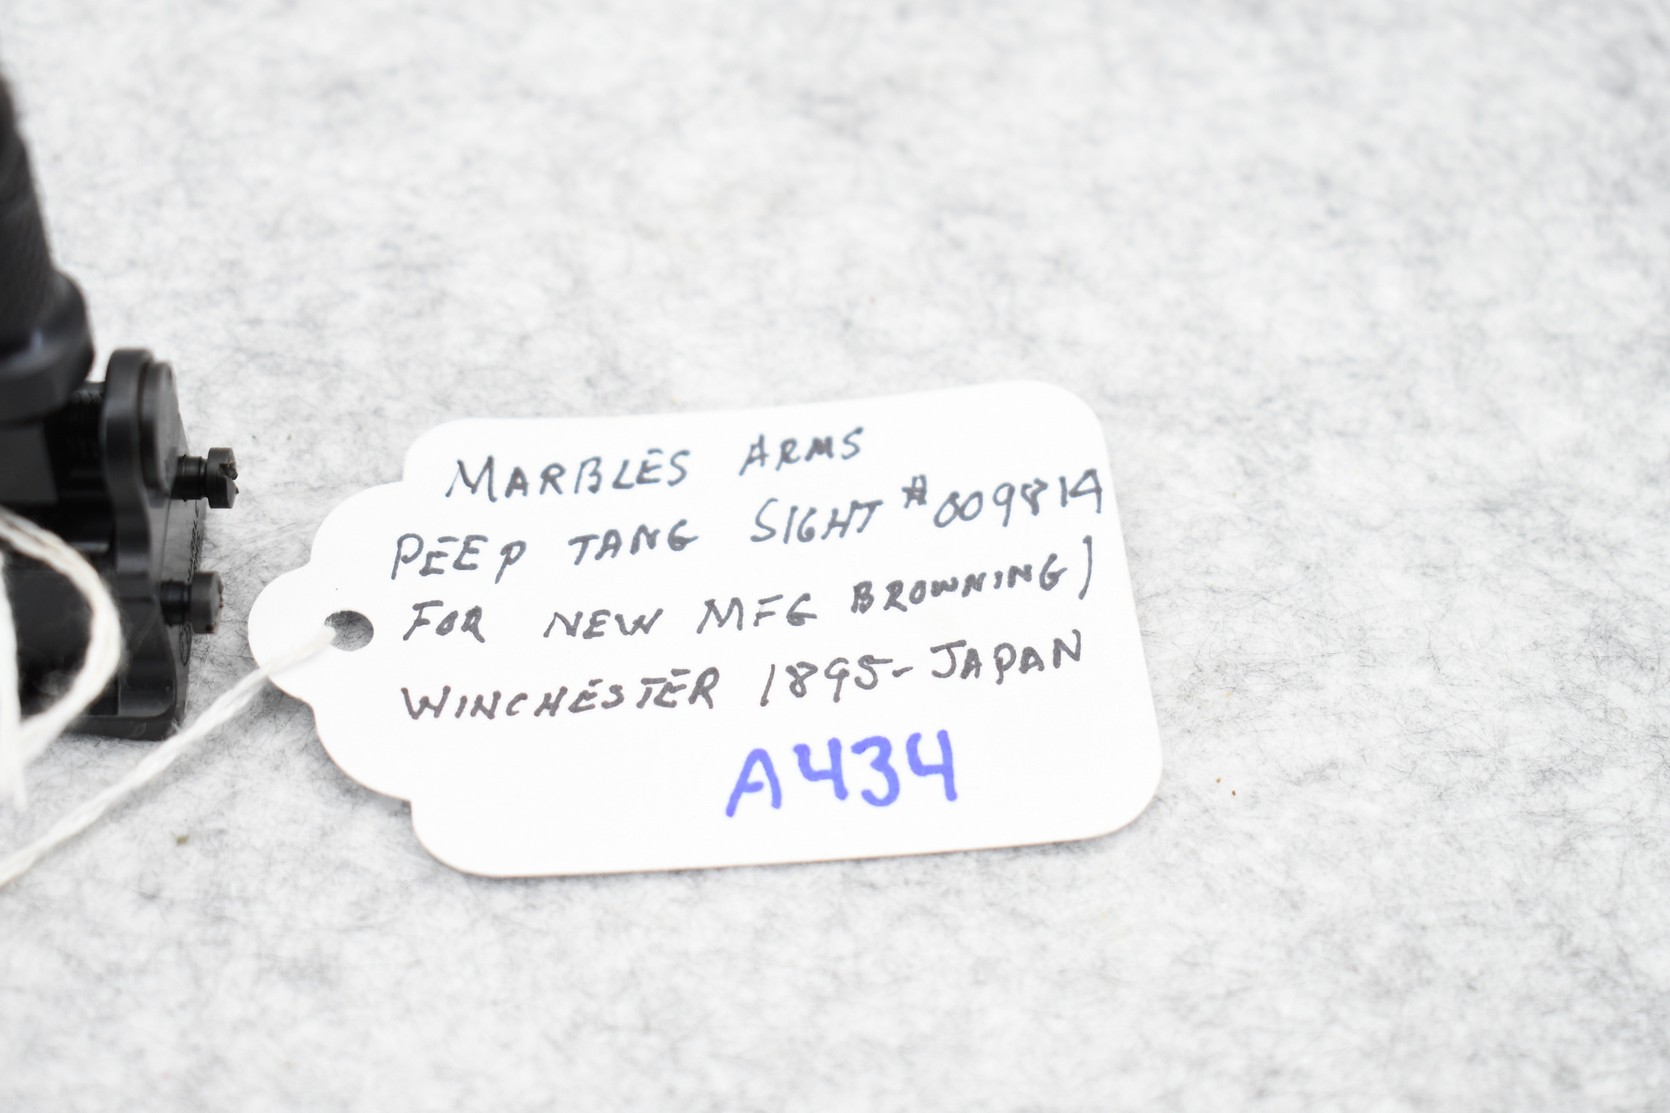 MARBLES ARMS
PEEP TANG SIGHT #009814
FOR NEW MFG BROWNING)
WINCHESTER 1895-JAPAN
A434